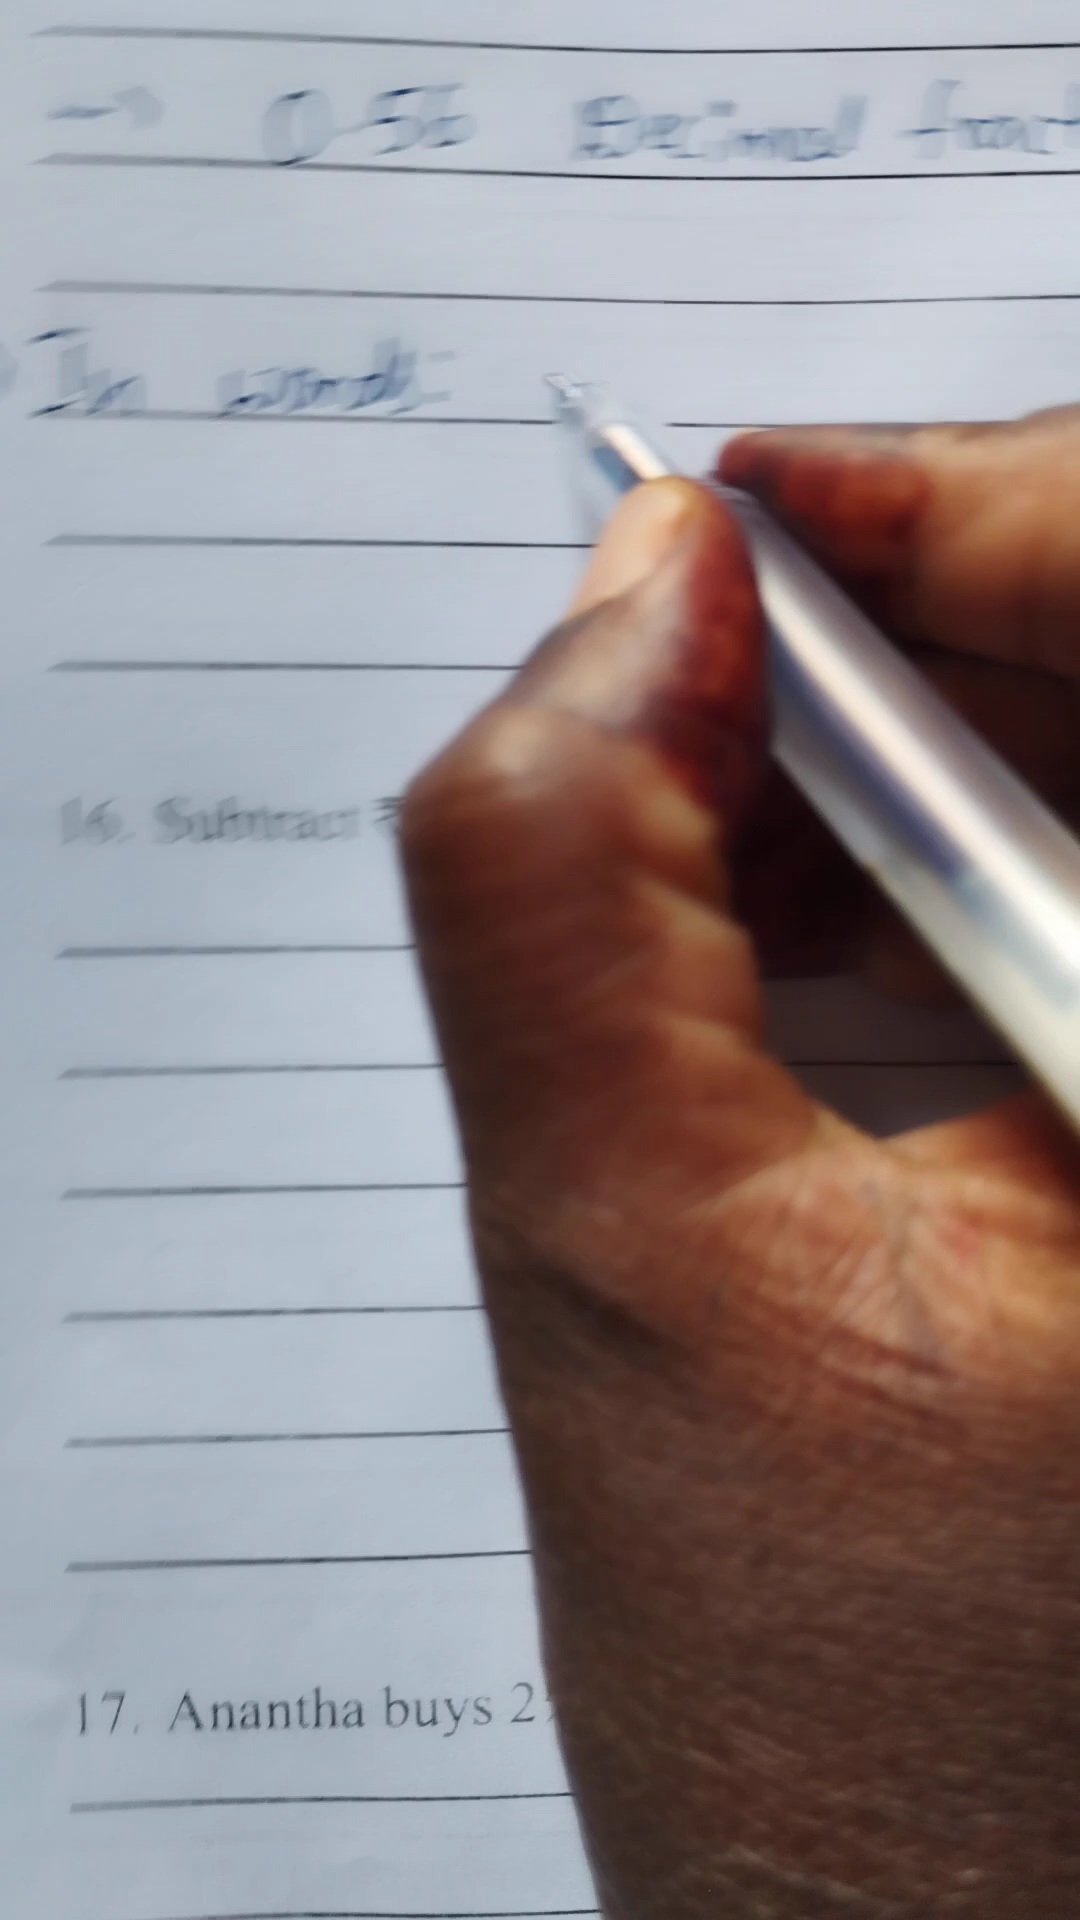 → 0.56 Decimal fract
In words:
16. Subtract ₹
17. Anantha buys 2